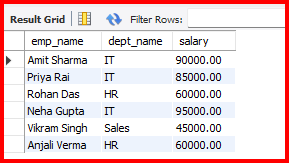 Result Grid Filter Rows:
emp_name dept_name salary
Amit Sharma IT 90000.00
Priya Rai IT 85000.00
Rohan Das HR 60000.00
Neha Gupta IT 95000.00
Vikram Singh Sales 45000.00
Anjali Verma HR 60000.00